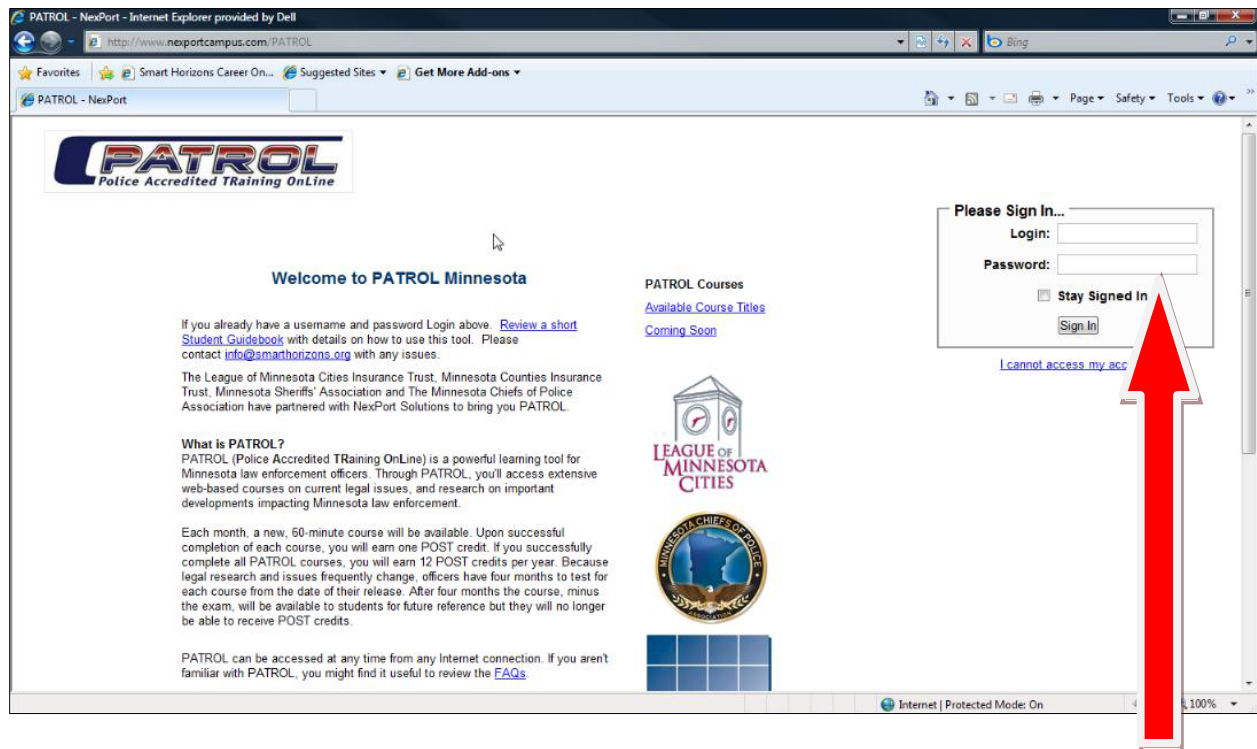 PATROL - NexPort - Internet Explorer provided by Dell
http://www.nexportcampus.com/PATROL
Bing
Favorites
Smart Horizons Career On...
Suggested Sites
Get More Add-ons
PATROL - NexPort
Page
Safety
Tools
PATROL
Police Accredited TRaining OnLine
Please Sign In...
Login:
Password:
Stay Signed In
Sign In
I cannot access my acc
Welcome to PATROL Minnesota
If you already have a username and password Login above. Review a short
Student Guidebook with details on how to use this tool. Please
contact info@smarthorizons.org with any issues.
The League of Minnesota Cities Insurance Trust, Minnesota Counties Insurance
Trust, Minnesota Sheriffs' Association and The Minnesota Chiefs of Police
Association have partnered with NexPort Solutions to bring you PATROL.
What is PATROL?
PATROL (Police Accredited TRaining OnLine) is a powerful learning tool for
Minnesota law enforcement officers. Through PATROL, you'll access extensive
web-based courses on current legal issues, and research on important
developments impacting Minnesota law enforcement.
Each month, a new, 60-minute course will be available. Upon successful
completion of each course, you will earn one POST credit. If you successfully
complete all PATROL courses, you will earn 12 POST credits per year. Because
legal research and issues frequently change, officers have four months to test for
each course from the date of their release. After four months the course, minus
the exam, will be available to students for future reference but they will no longer
be able to receive POST credits.
PATROL can be accessed at any time from any Internet connection. If you aren't
familiar with PATROL, you might find it useful to review the FAQs.
PATROL Courses
Available Course Titles
Coming Soon
LEAGUE OF
MINNESOTA
CITIES
MINNESOTA CHIEFS OF POLICE
ASSOCIATION
Internet | Protected Mode: On
100%